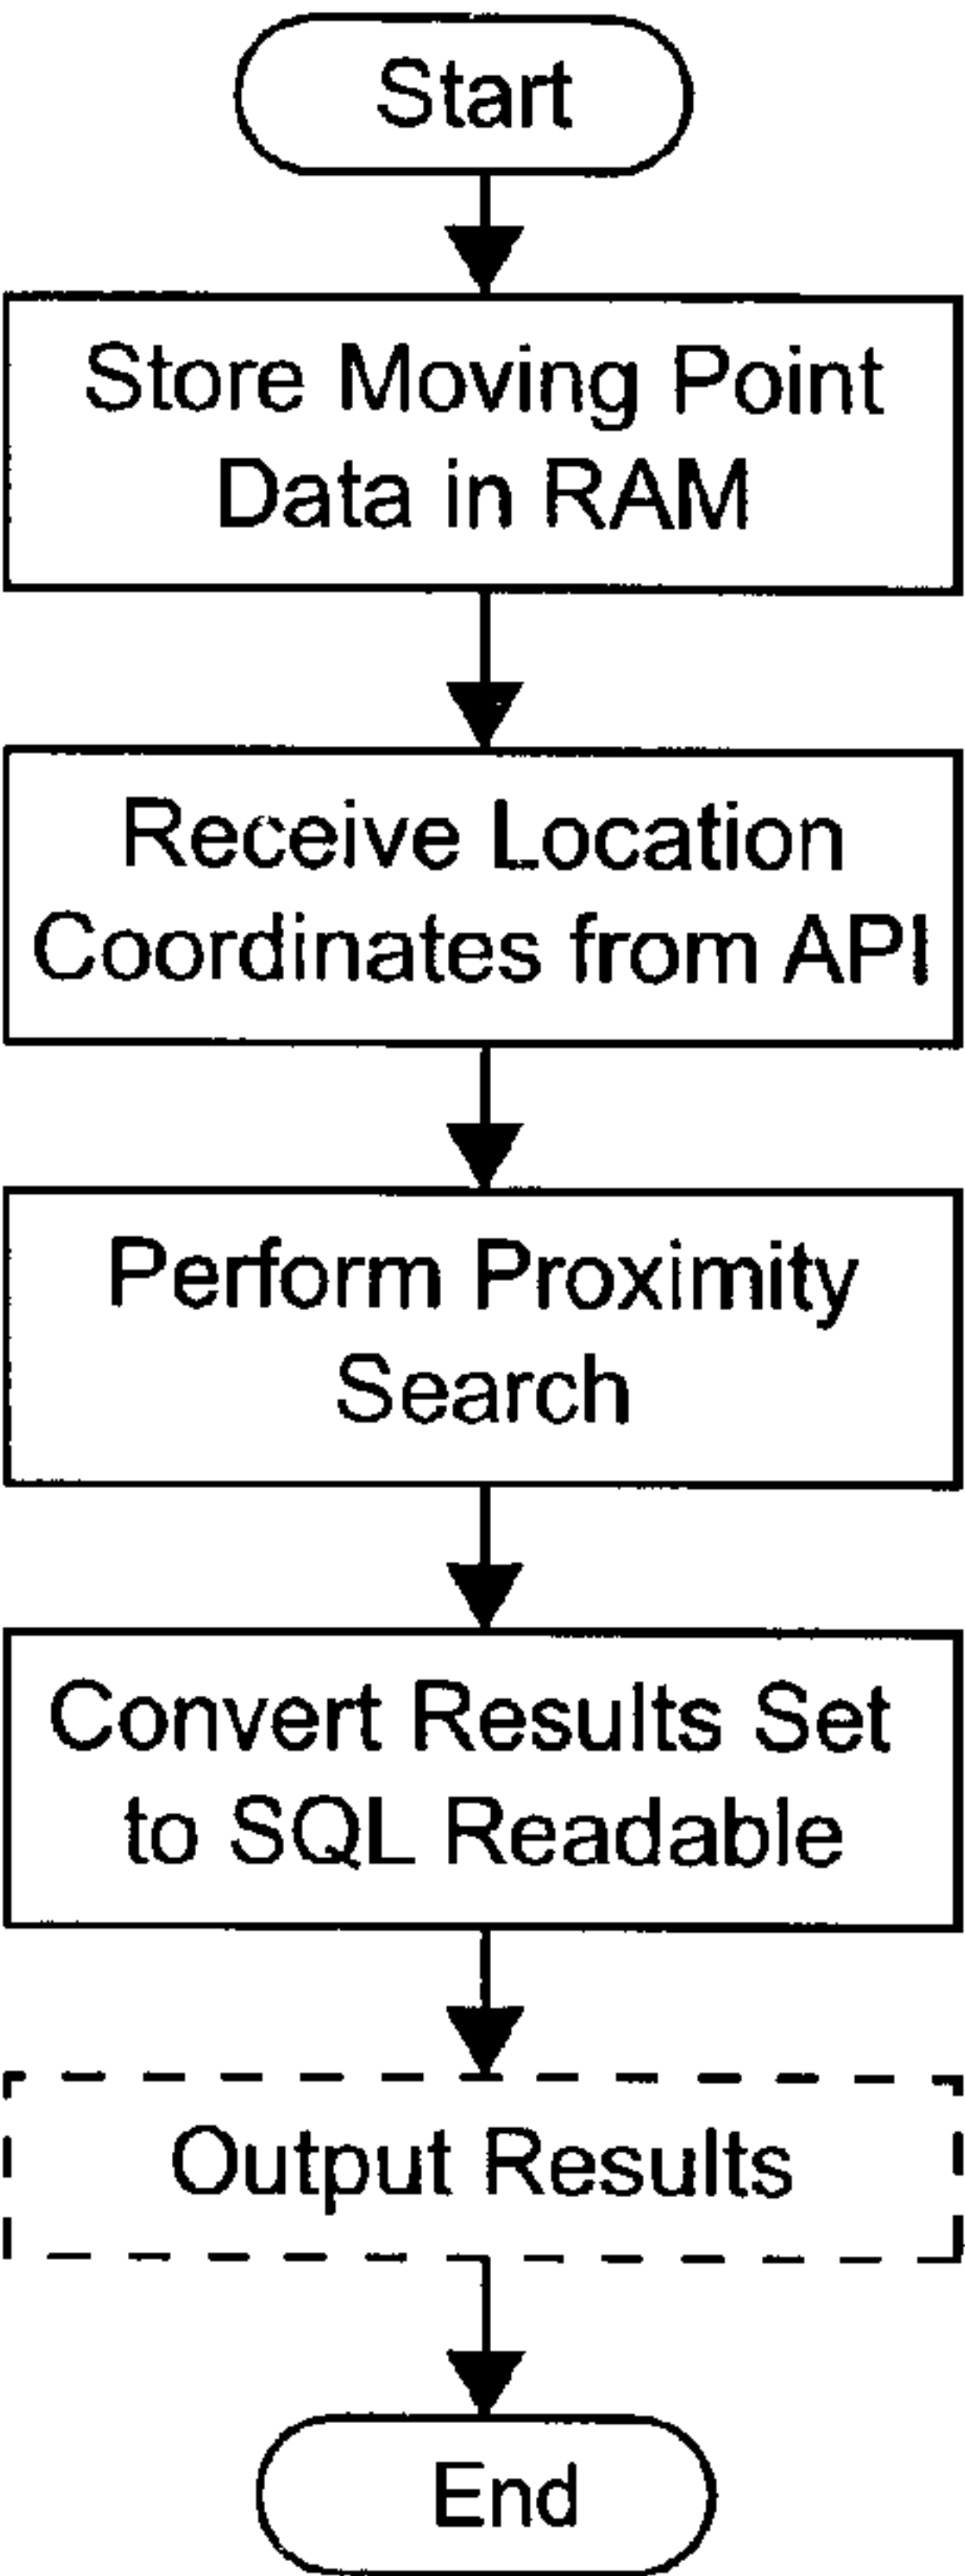 Start
Store Moving Point
Data in RAM
Receive Location
Coordinates from API
Perform Proximity
Search
Convert Results Set
to SQL Readable
Output Results
End